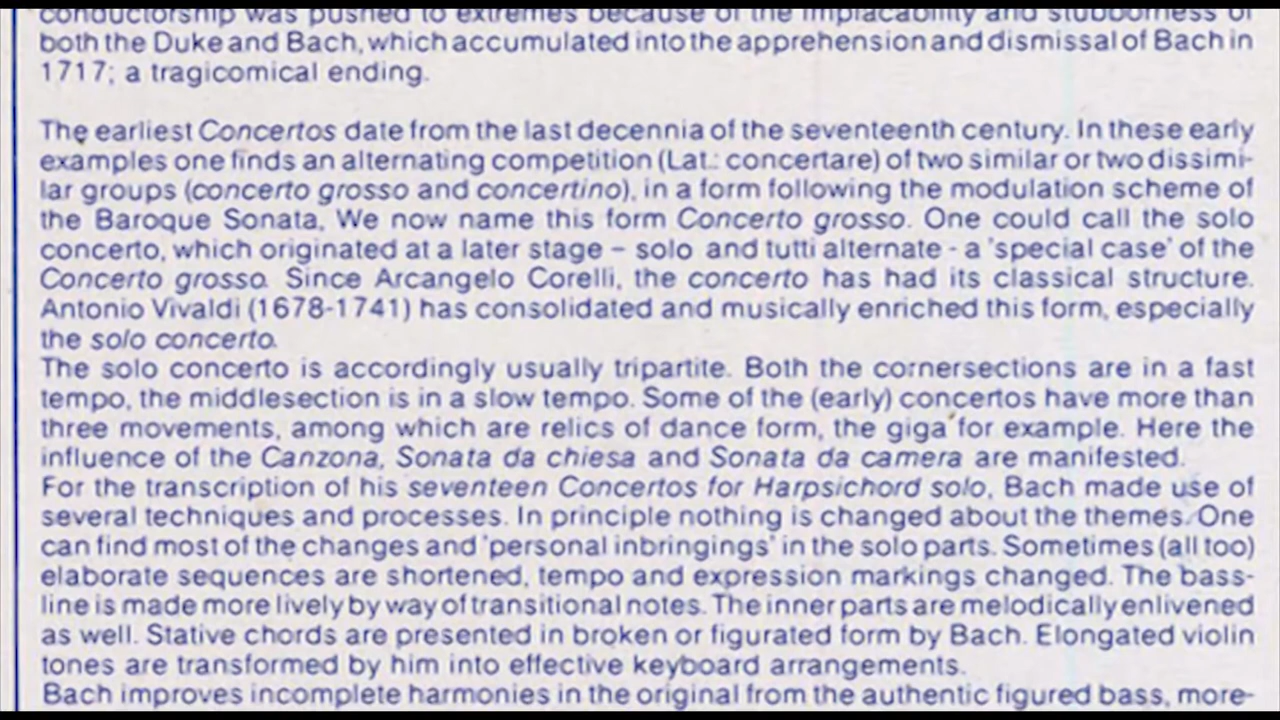 conductorship was pushed to extremes because of the implacability and stubborness of
both the Duke and Bach, which accumulated into the apprehension and dismissal of Bach in
1717; a tragicomical ending.
The earliest Concertos date from the last decennia of the seventeenth century. In these early
examples one finds an alternating competition (Lat.: concertare) of two similar or two dissimi-
lar groups (concerto grosso and concertino), in a form following the modulation scheme of
the Baroque Sonata. We now name this form Concerto grosso. One could call the solo
concerto, which originated at a later stage – solo and tutti alternate - a 'special case' of the
Concerto grosso. Since Arcangelo Corelli, the concerto has had its classical structure.
Antonio Vivaldi (1678-1741) has consolidated and musically enriched this form, especially
the solo concerto.
The solo concerto is accordingly usually tripartite. Both the cornersections are in a fast
tempo, the middlesection is in a slow tempo. Some of the (early) concertos have more than
three movements, among which are relics of dance form, the giga for example. Here the
influence of the Canzona, Sonata da chiesa and Sonata da camera are manifested.
For the transcription of his seventeen Concertos for Harpsichord solo, Bach made use of
several techniques and processes. In principle nothing is changed about the themes. One
can find most of the changes and 'personal inbringings' in the solo parts. Sometimes (all too)
elaborate sequences are shortened, tempo and expression markings changed. The bass-
line is made more lively by way of transitional notes. The inner parts are melodically enlivened
as well. Stative chords are presented in broken or figurated form by Bach. Elongated violin
tones are transformed by him into effective keyboard arrangements.
Bach improves incomplete harmonies in the original from the authentic figured bass, more-